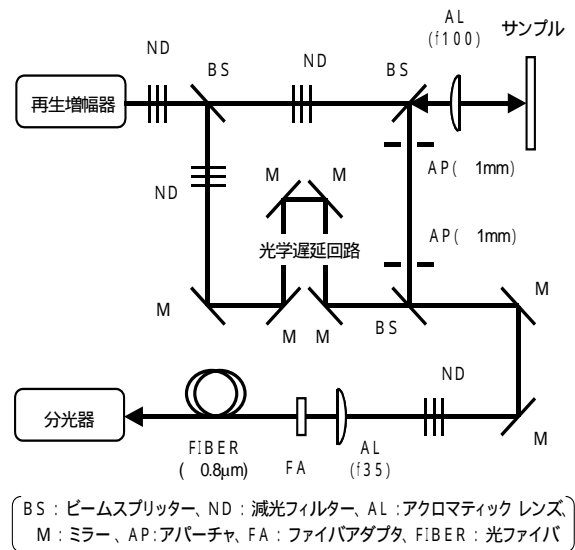 AL
(f100)
サンプル
ND
BS
ND
BS
再生増幅器
ND
M
M
AP( 1mm)
光学遅延回路
AP( 1mm)
M
M
M
BS
M
ND
分光器
FIBER
( 0.8μm)
FA
AL
(f35)
M
BS：ビームスプリッター、ND：減光フィルター、AL：アクロマティック レンズ、
M：ミラー、AP：アパーチャ、FA：ファイバアダプタ、FIBER：光ファイバ